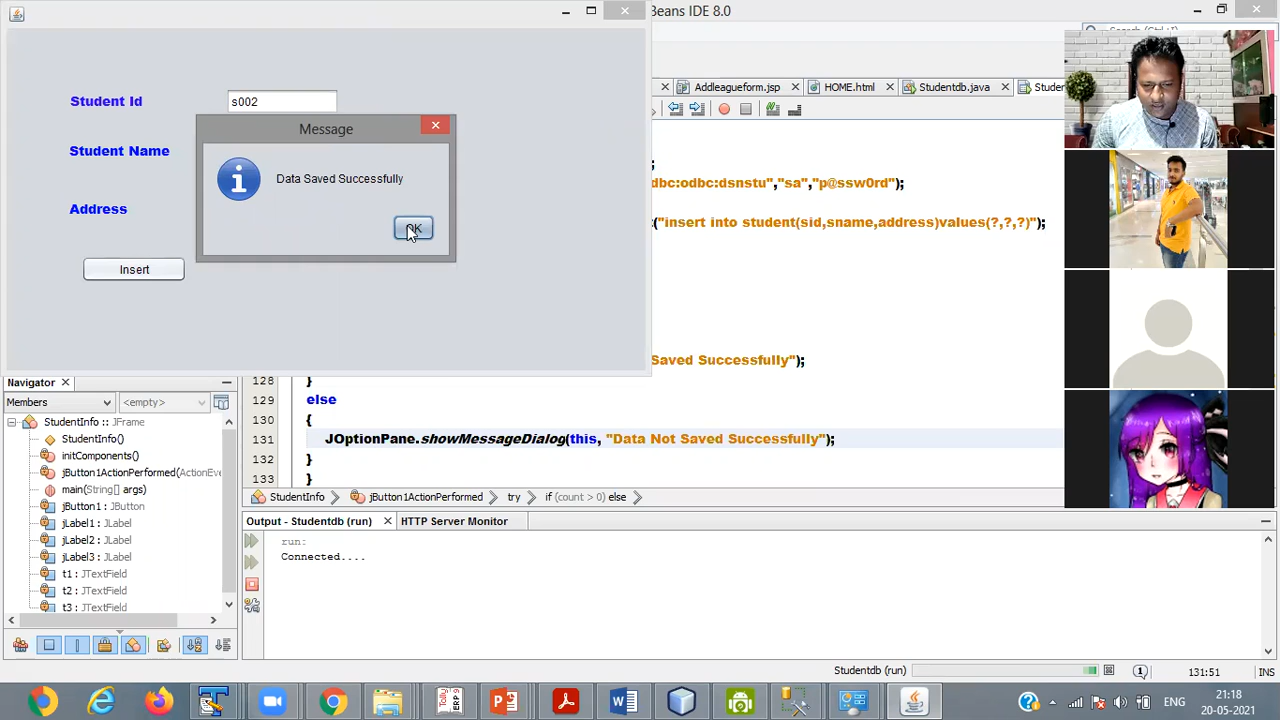 Beans IDE 8.0
Search (Ctrl+I)
Student Id
s002
Message
Student Name
Data Saved Successfully
Address
OK
Insert
Addleagueform.jsp
HOME.html
Studentdb.java
Studen
;
dbc:odbc:dsnstu","sa","p@ssw0rd");
("insert into student(sid,sname,address)values(?,?,?)");
Saved Successfully");
128 }
129 else
130 {
131 JOptionPane.showMessageDialog(this, "Data Not Saved Successfully");
132 }
133 }
Navigator
Members
<empty>
StudentInfo :: JFrame
StudentInfo()
initComponents()
jButton1ActionPerformed(ActionEve
main(String[] args)
jButton1 : JButton
jLabel1 : JLabel
jLabel2 : JLabel
jLabel3 : JLabel
t1 : JTextField
t2 : JTextField
t3 : JTextField
StudentInfo
jButton1ActionPerformed
try
if (count > 0) else
Output - Studentdb (run)
HTTP Server Monitor
run:
Connected....
Studentdb (run)
1
131:51
INS
ENG
21:18
20-05-2021